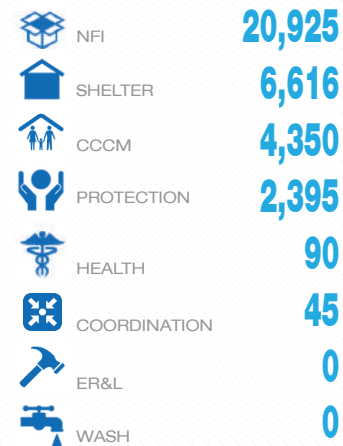 NFI 20,925
SHELTER 6,616
CCCM 4,350
PROTECTION 2,395
HEALTH 90
COORDINATION 45
ER&L 0
WASH 0